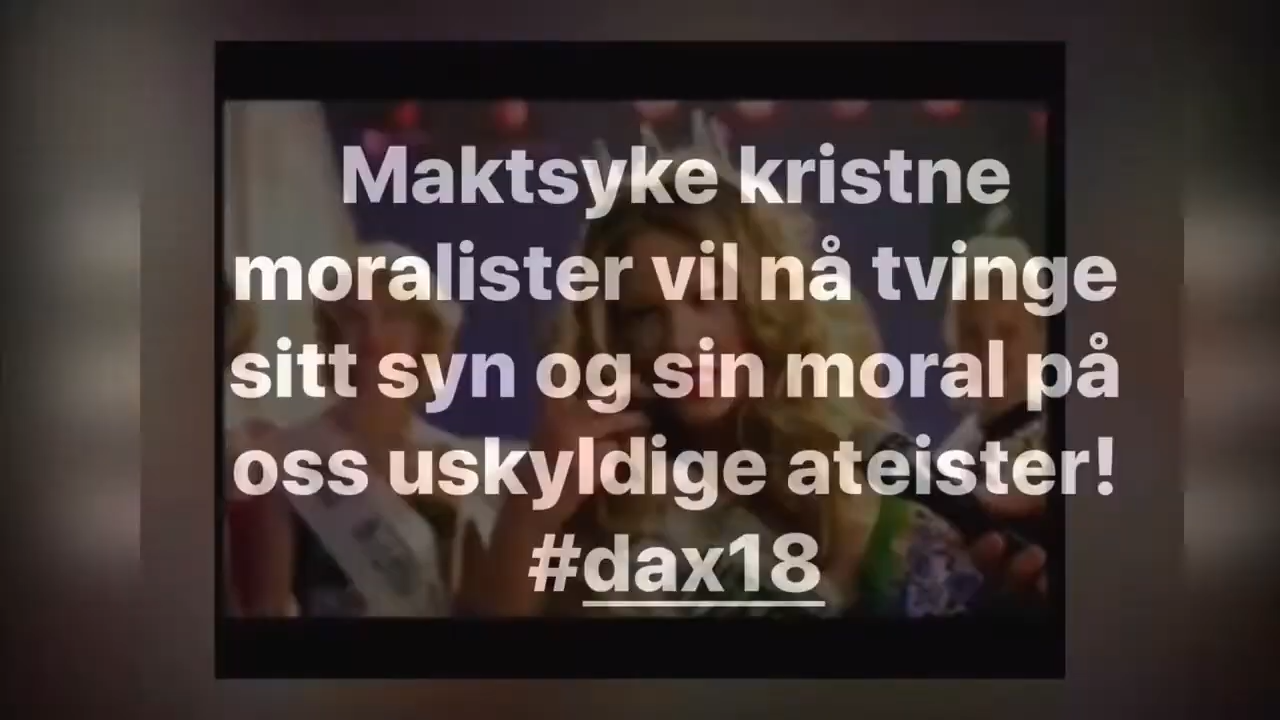 Maktsyke kristne
moralister vil nå tvinge
sitt syn og sin moral på
oss uskyldige ateister!
#dax18